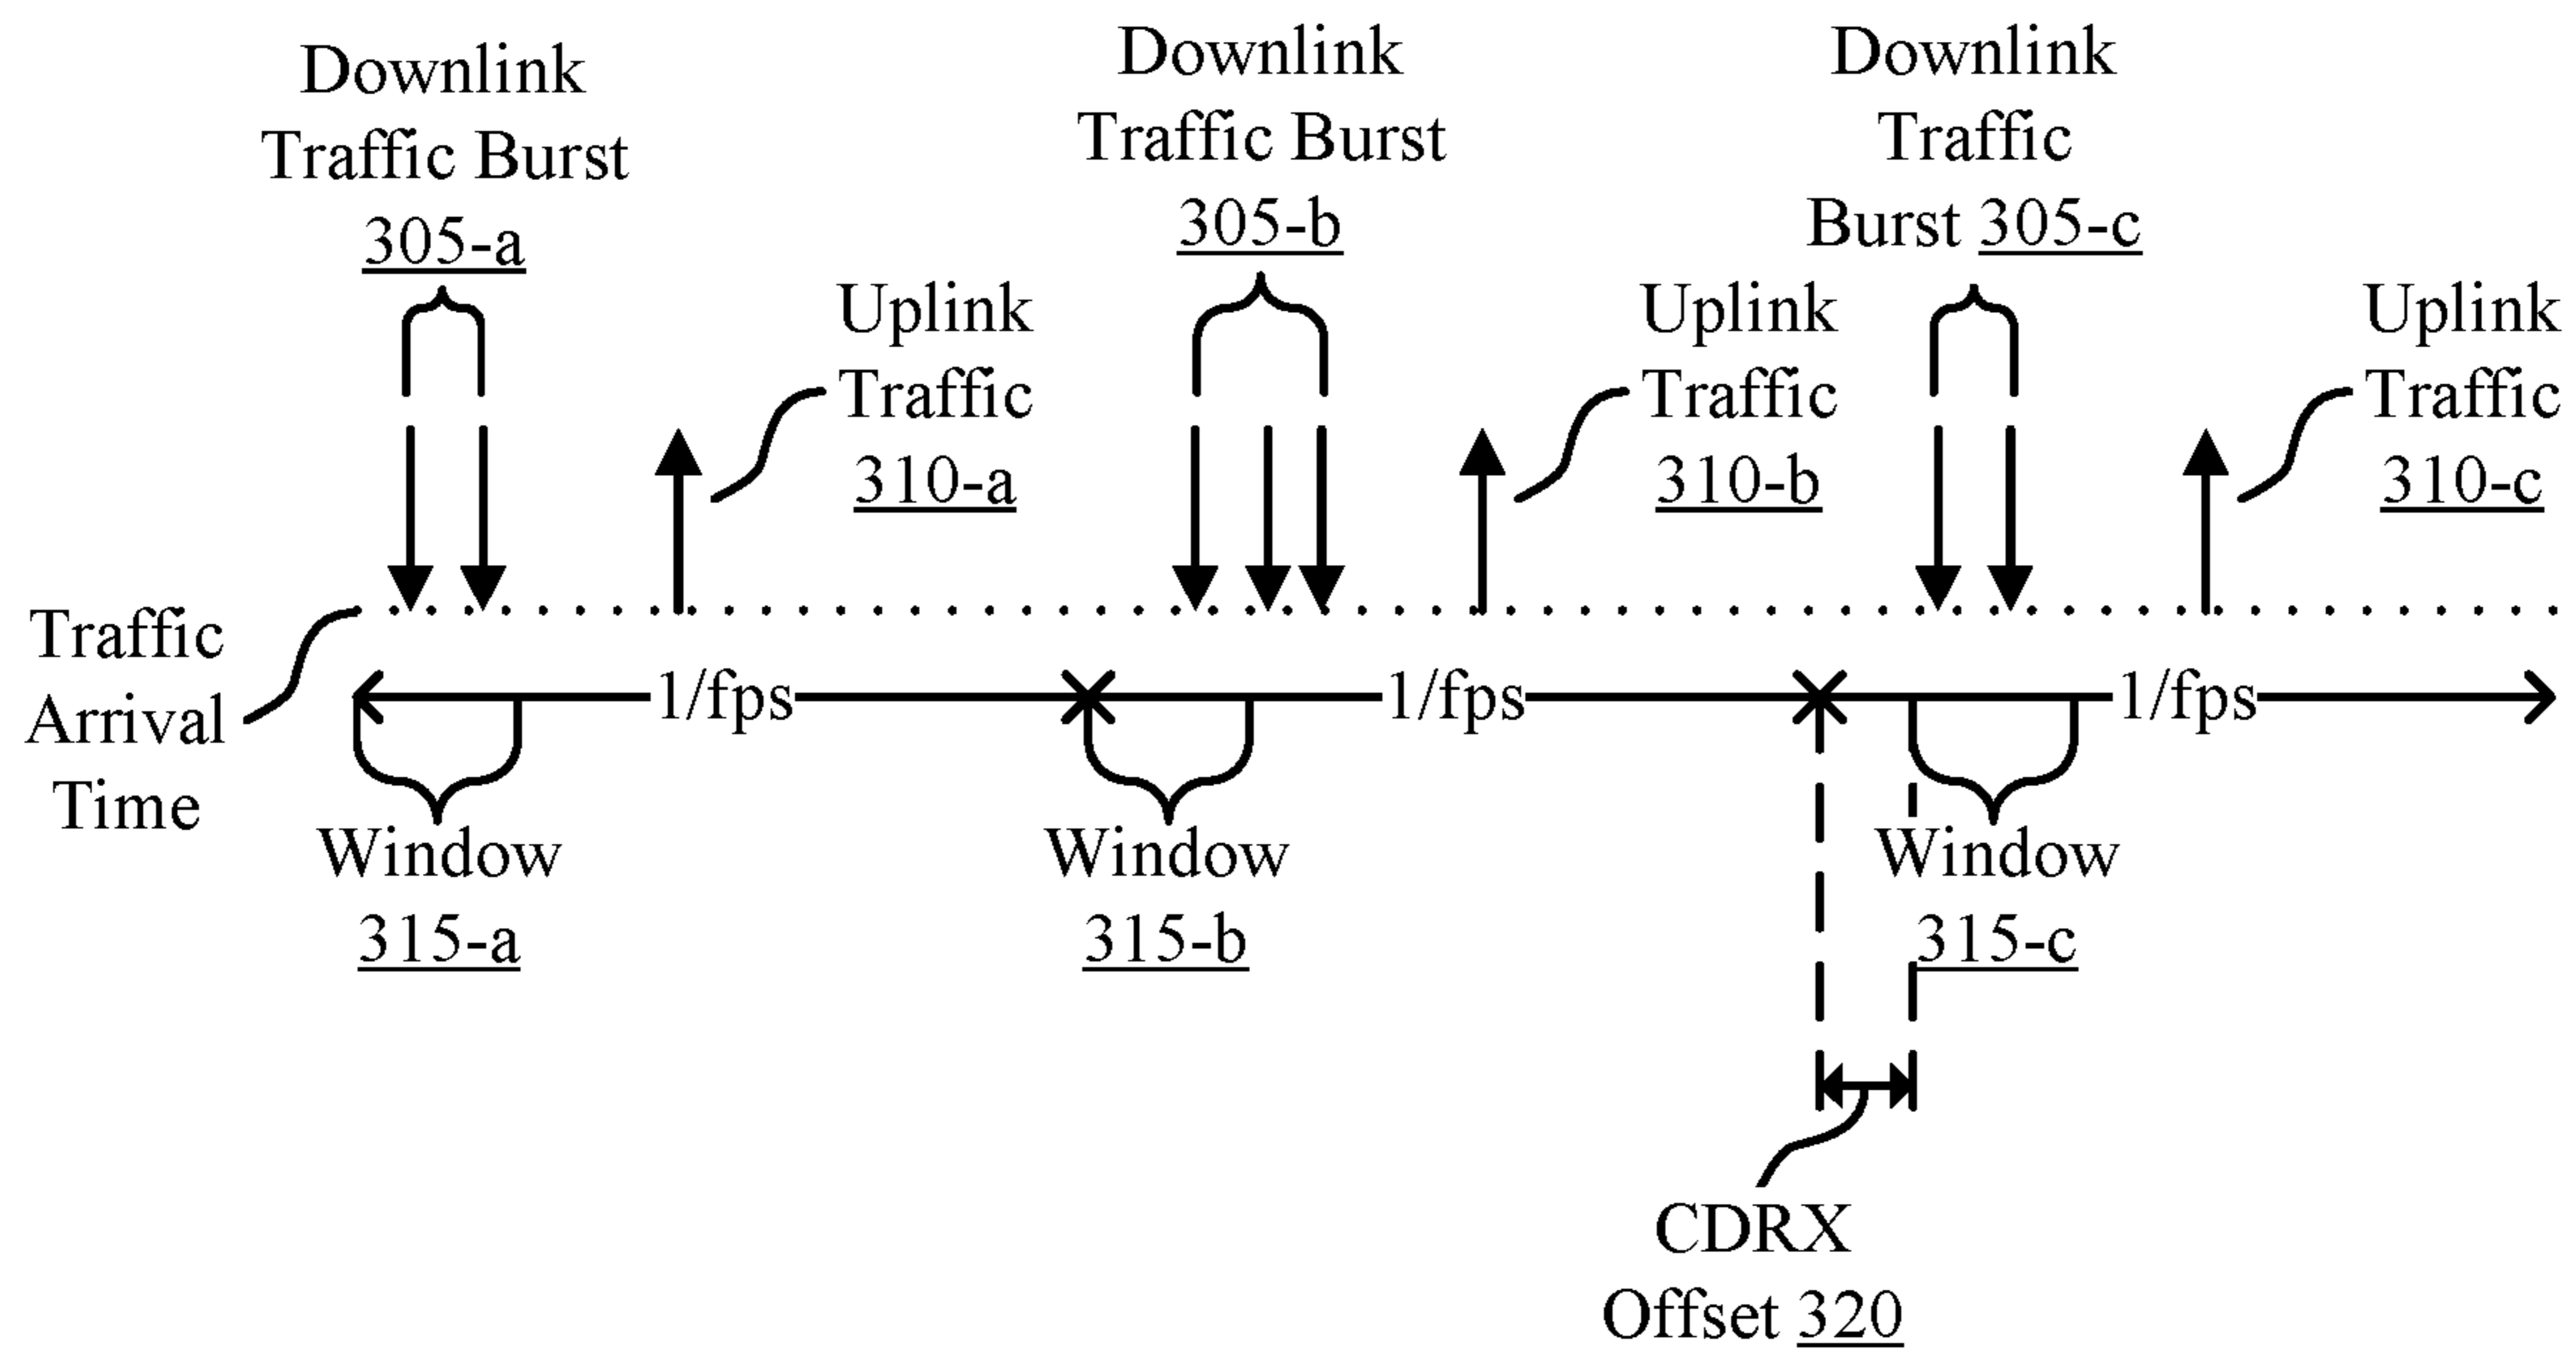 Downlink
Traffic Burst
305-a
Downlink
Traffic Burst
305-b
Downlink
Traffic
Burst 305-c
Uplink
Traffic
310-a
Uplink
Traffic
310-b
Uplink
Traffic
310-c
Traffic
Arrival
Time
1/fps
1/fps
1/fps
Window
315-a
Window
315-b
Window
315-c
CDRX
Offset 320